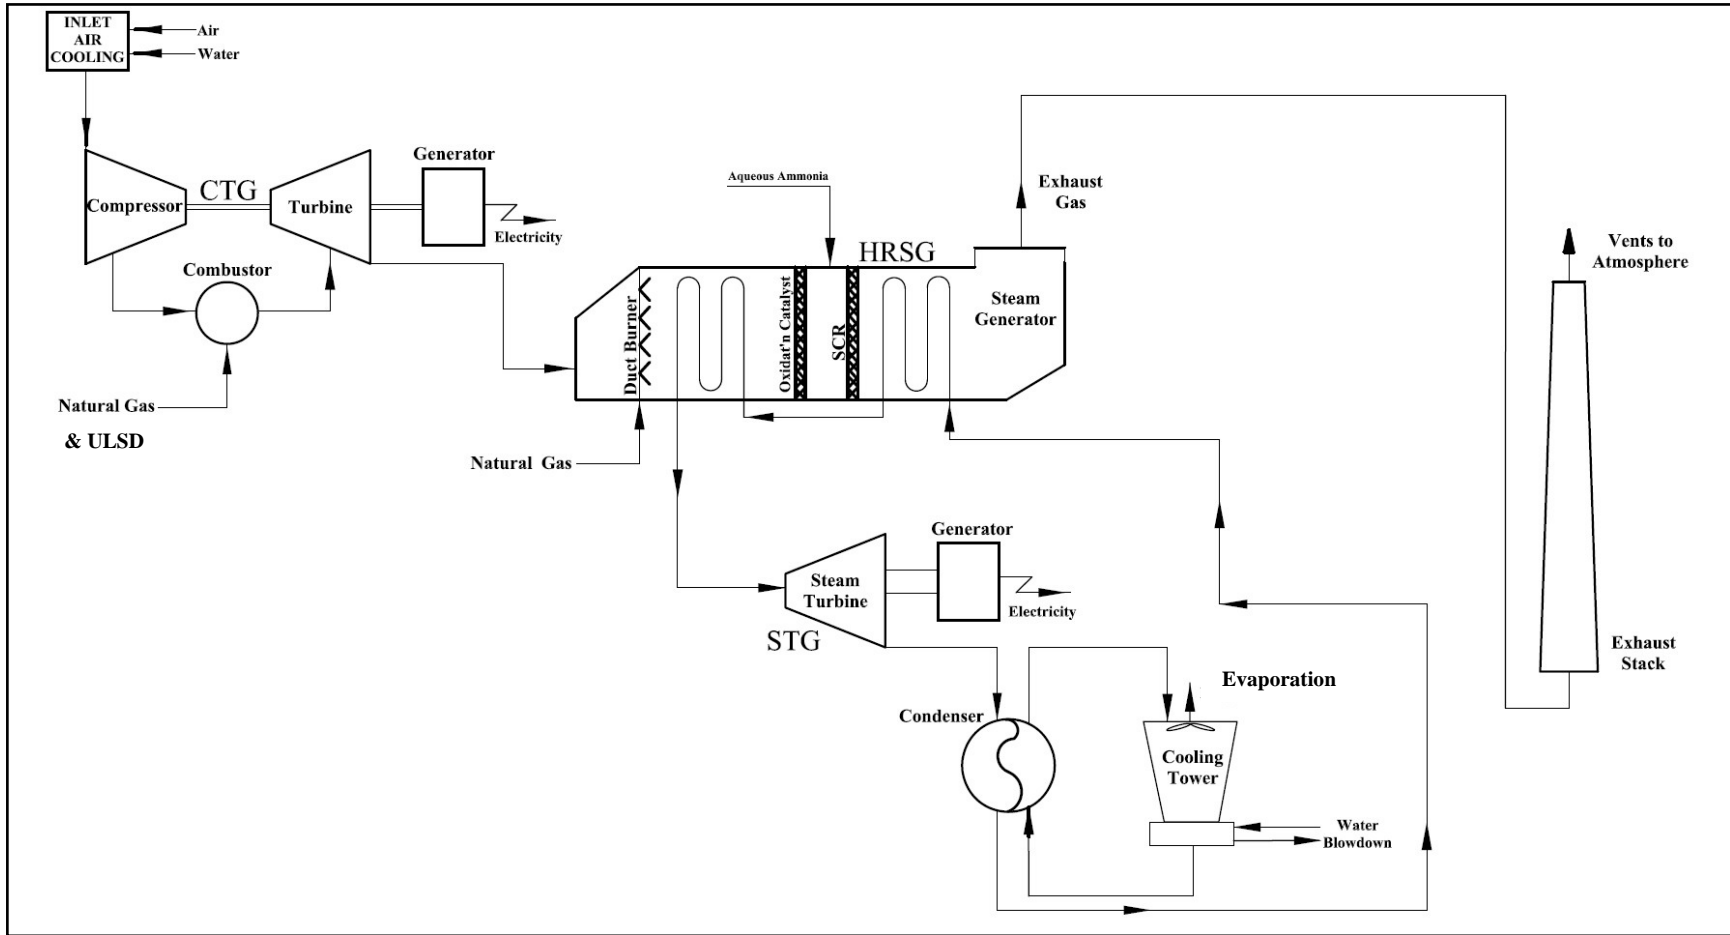 INLET
AIR
COOLING
Air
Water
Compressor
CTG
Turbine
Generator
Electricity
Combustor
Natural Gas
& ULSD
Aqueous Ammonia
HRSG
Duct Burner
Oxidat'n Catalyst
SCR
Steam
Generator
Exhaust
Gas
Natural Gas
Vents to
Atmosphere
Exhaust
Stack
Steam
Turbine
STG
Generator
Electricity
Condenser
Evaporation
Cooling
Tower
Water
Blowdown